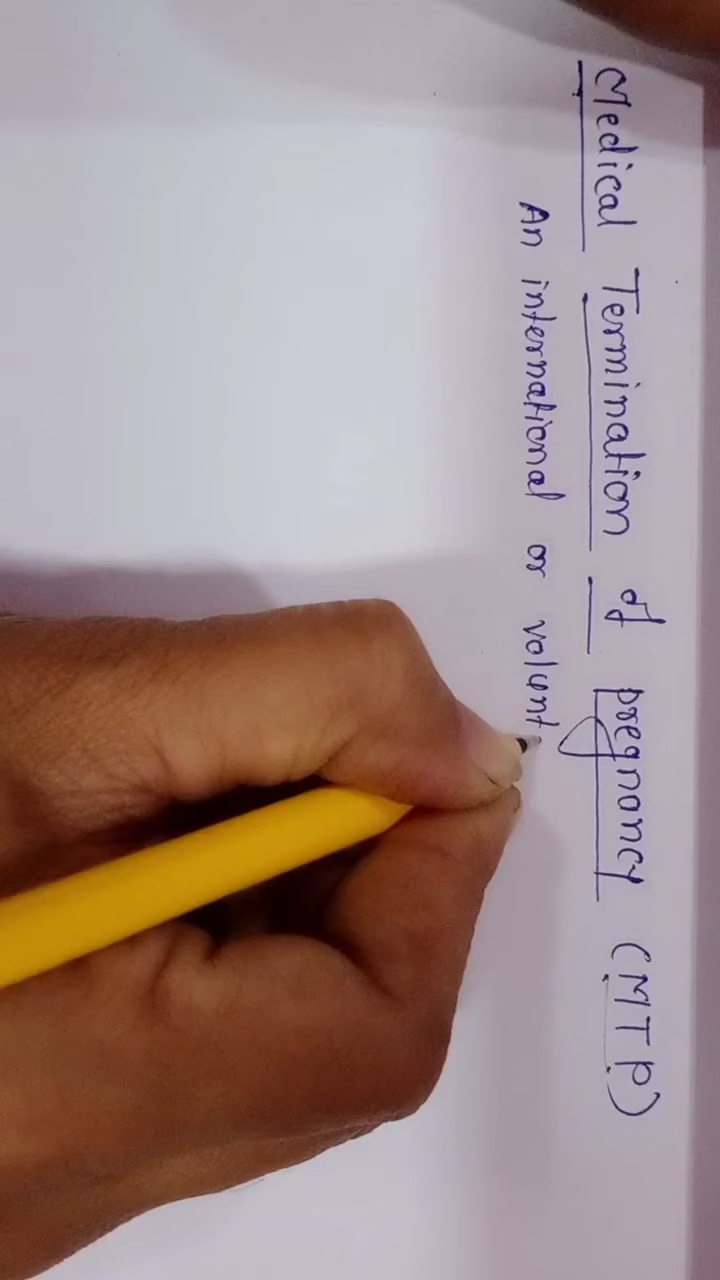 Medical Termination of pregnancy (MTP)
An international or volunt